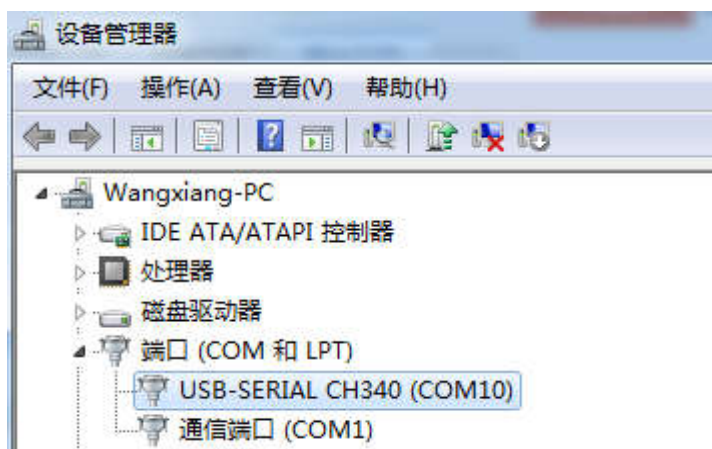 设备管理器
文件(F) 操作(A) 查看(V) 帮助(H)
Wangxiang-PC
IDE ATA/ATAPI 控制器
处理器
磁盘驱动器
端口 (COM 和 LPT)
USB-SERIAL CH340 (COM10)
通信端口 (COM1)